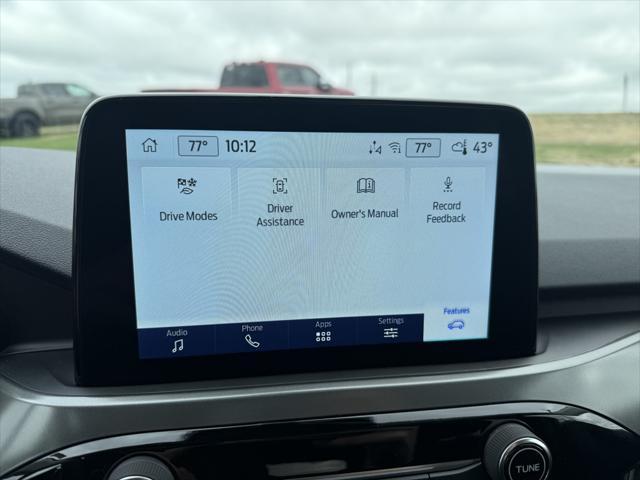 77° 10:12 77° 43°
Drive Modes
Driver
Assistance
Owner's Manual
Record
Feedback
Audio
Phone
Apps
Settings
Features
TUNE